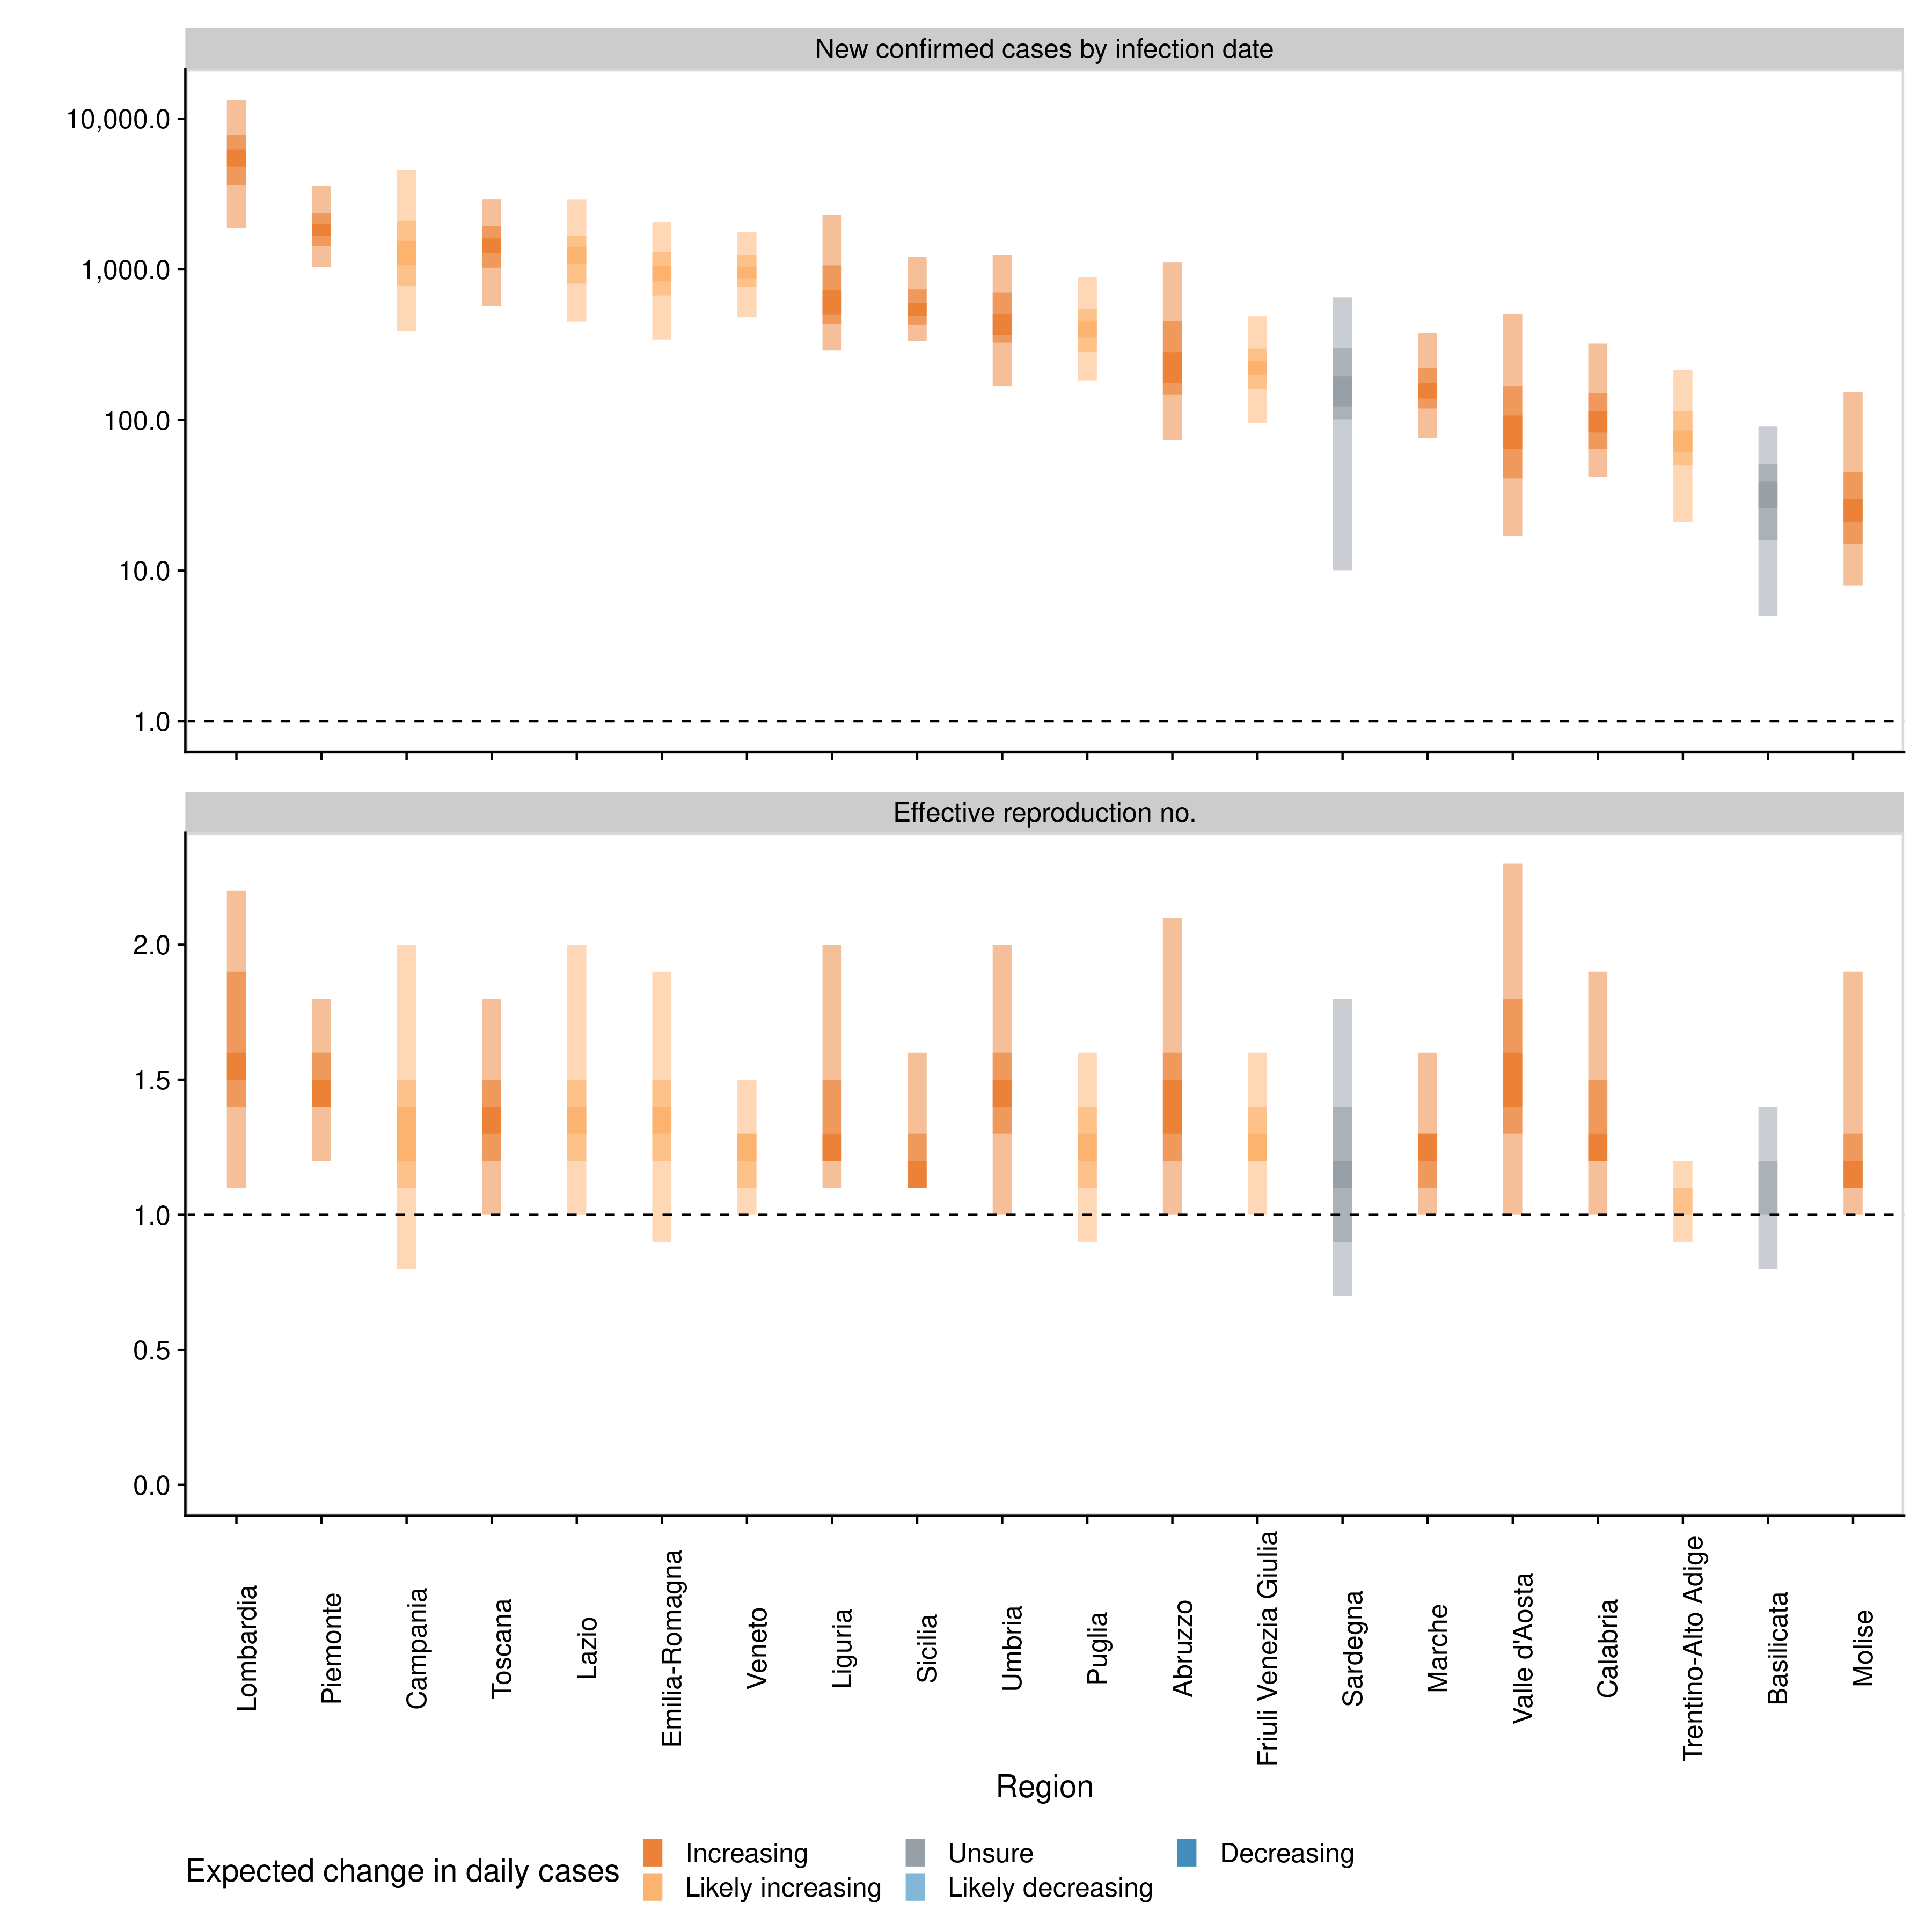 New confirmed cases by infection date
10,000.0
1,000.0
100.0
10.0
1.0
Effective reproduction no.
2.0
1.5
1.0
0.5
0.0
Lombardia
Piemonte
Campania
Toscana
Lazio
Emilia-Romagna
Veneto
Liguria
Sicilia
Umbria
Puglia
Abruzzo
Friuli Venezia Giulia
Sardegna
Marche
Valle d'Aosta
Calabria
Trentino-Alto Adige
Basilicata
Molise
Region
Expected change in daily cases
Increasing
Unsure
Decreasing
Likely increasing
Likely decreasing